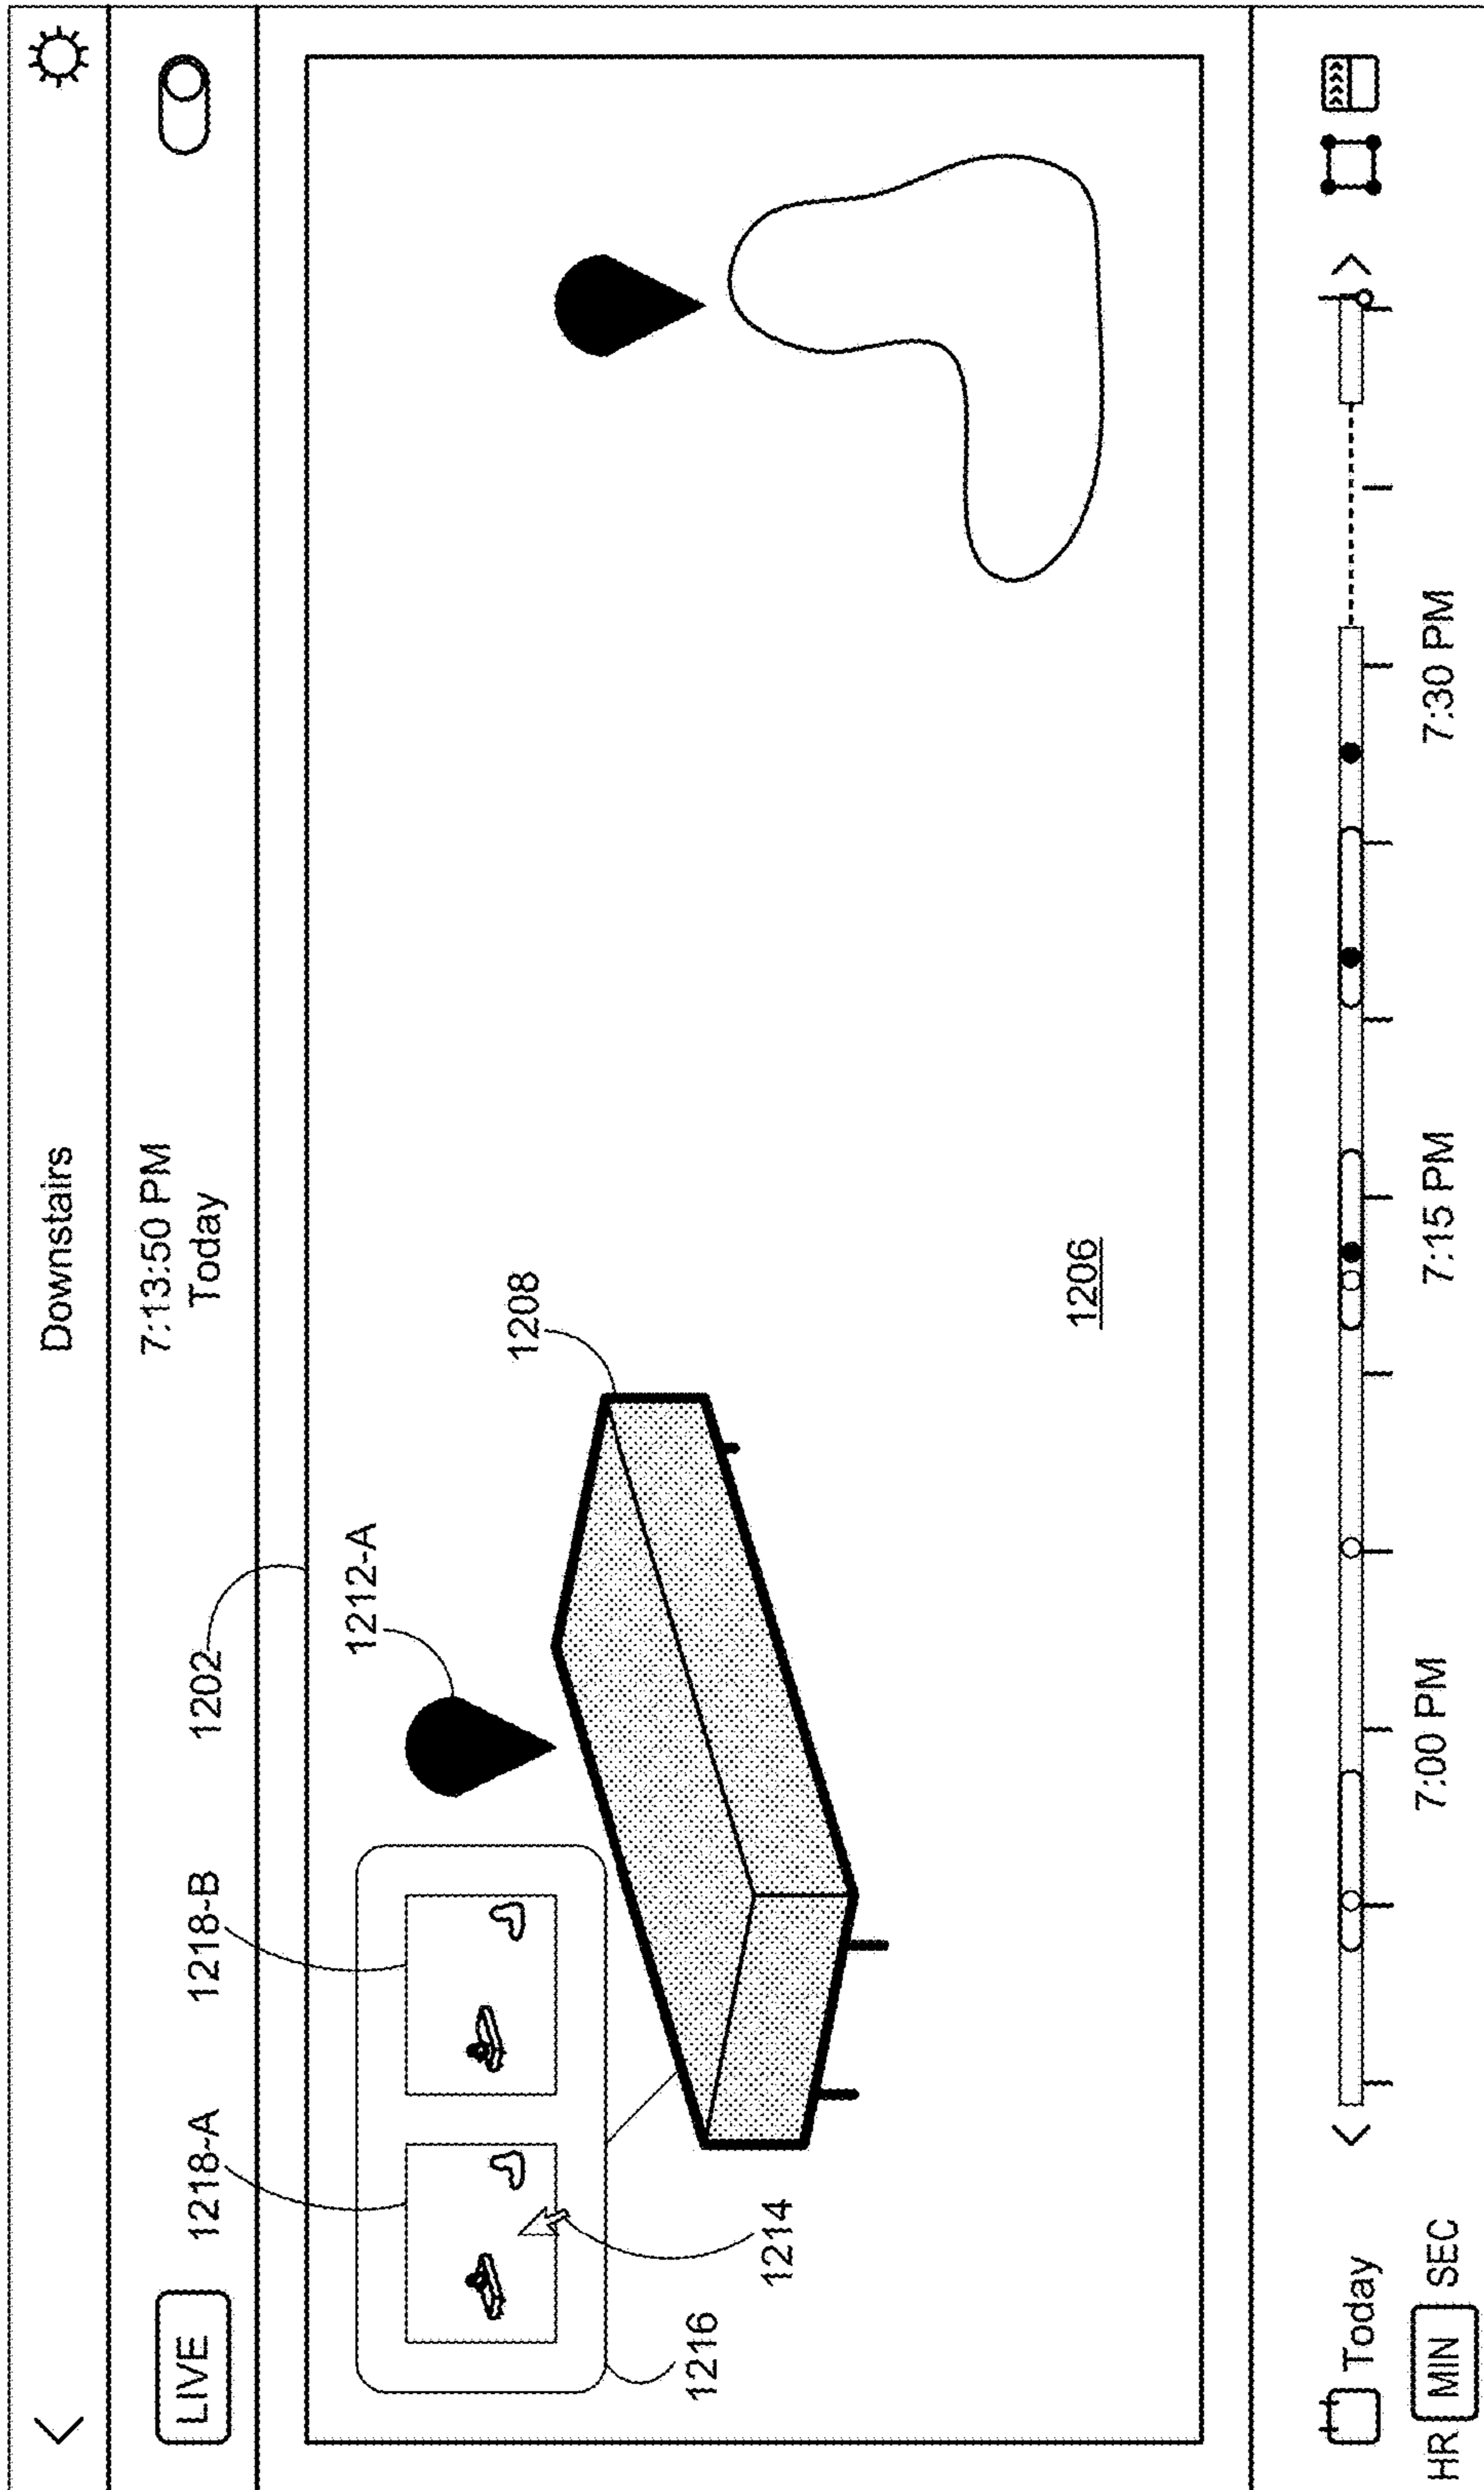 Downstairs
LIVE
7:13:50 PM
Today
1218-A
1218-B
1202
1212-A
1208
1216
1214
1206
Today
HR MIN SEC
7:00 PM
7:15 PM
7:30 PM